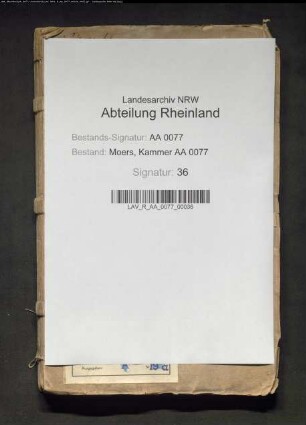 Landesarchiv NRW
Abteilung Rheinland
Bestands-Signatur: AA 0077
Bestand: Moers, Kammer AA 0077
Signatur: 36
LAV_R_AA_0077_00036